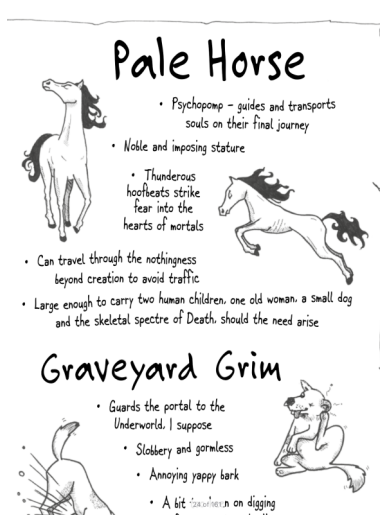 Pale Horse
• Psychopomp – guides and transports
souls on their final journey
• Noble and imposing stature
• Thunderous
hoofbeats strike
fear into the
hearts of mortals
• Can travel through the nothingness
beyond creation to avoid traffic
• Large enough to carry two human children, one old woman, a small dog
and the skeletal spectre of Death, should the need arise
Graveyard Grim
• Guards the portal to the
Underworld, I suppose
• Slobbery and gormless
• Annoying yappy bark
• A bit on digging